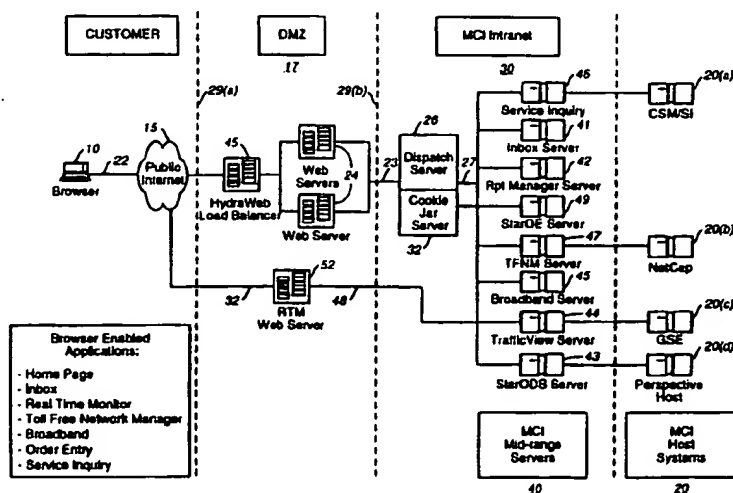 CUSTOMER
DMZ
17
MCI Intranet
30
29(a)
29(b)
46
20(a)
Service Inquiry
CSM/SI
10
22
15
45
24
26
23
27
Browser
Public
Internet
HydraWeb
Load Balancer
Web
Servers
Web Server
Dispatch
Server
Cookie
Jar
Server
32
41
Inbox Server
42
Rpt Manager Server
49
StarOE Server
47
TFNM Server
20(b)
NetCap
45
Broadband Server
52
RTM
Web Server
32
48
44
TrafficView Server
20(c)
GSE
43
StarODS Server
20(d)
Perspective
Host
Browser Enabled
Applications:
- Home Page
- Inbox
- Real Time Monitor
- Toll Free Network Manager
- Broadband
- Order Entry
- Service Inquiry
MCI
Mid-range
Servers
40
MCI
Host
Systems
20